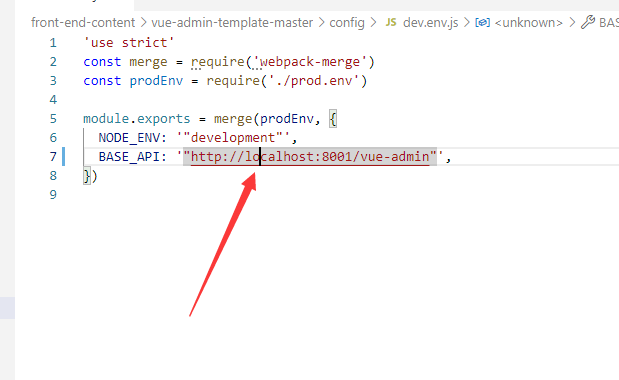 front-end-content > vue-admin-template-master > config > JS dev.env.js > <unknown> > BAS
1 'use strict'
2 const merge = require('webpack-merge')
3 const prodEnv = require('./prod.env')
4
5 module.exports = merge(prodEnv, {
6 NODE_ENV: '"development"',
7 BASE_API: '"http://localhost:8001/vue-admin"',
8 })
9